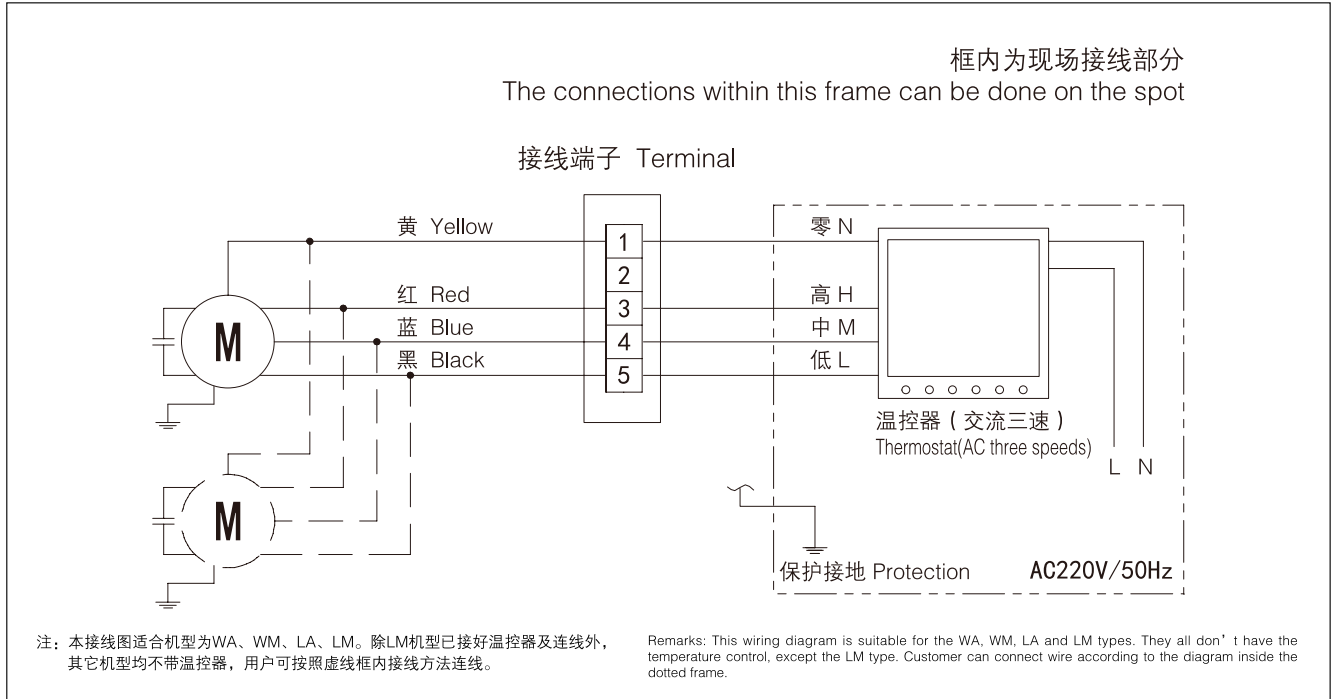 框内为现场接线部分
The connections within this frame can be done on the spot
接线端子 Terminal
黄 Yellow
1
零 N
2
红 Red
3
高 H
蓝 Blue
4
中 M
黑 Black
5
低 L
M
温控器（交流三速）
Thermostat(AC three speeds)
L N
M
保护接地 Protection
AC220V/50Hz
注：本接线图适合机型为WA、WM、LA、LM。除LM机型已接好温控器及连线外，
其它机型均不带温控器，用户可按照虚线框内接线方法连线。
Remarks: This wiring diagram is suitable for the WA, WM, LA and LM types. They all don't have the
temperature control, except the LM type. Customer can connect wire according to the diagram inside the
dotted frame.